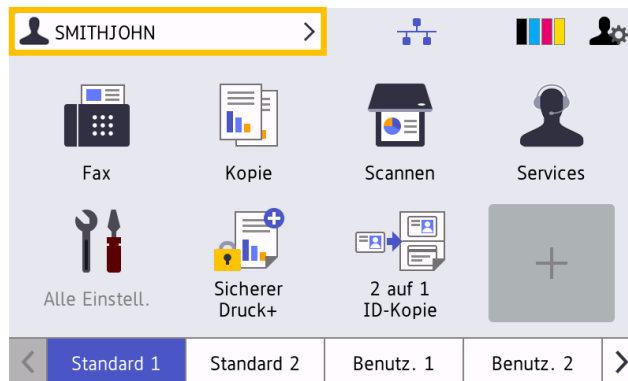 SMITHJOHN
Fax
Kopie
Scannen
Services
Alle Einstell.
Sicherer
Druck+
2 auf 1
ID-Kopie
Standard 1
Standard 2
Benutz. 1
Benutz. 2